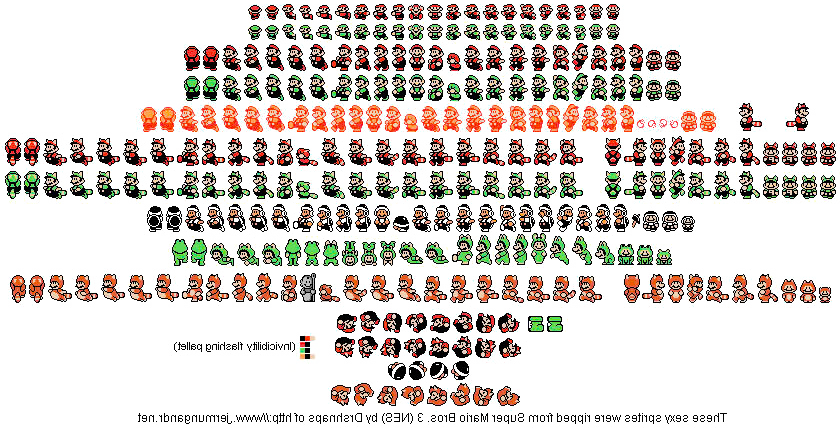 (Invicibility flashing pallet)
These sexy sprites were ripped from Super Mario Bros. 3 (NES) by Drshnaps of http://www.jermungandr.net